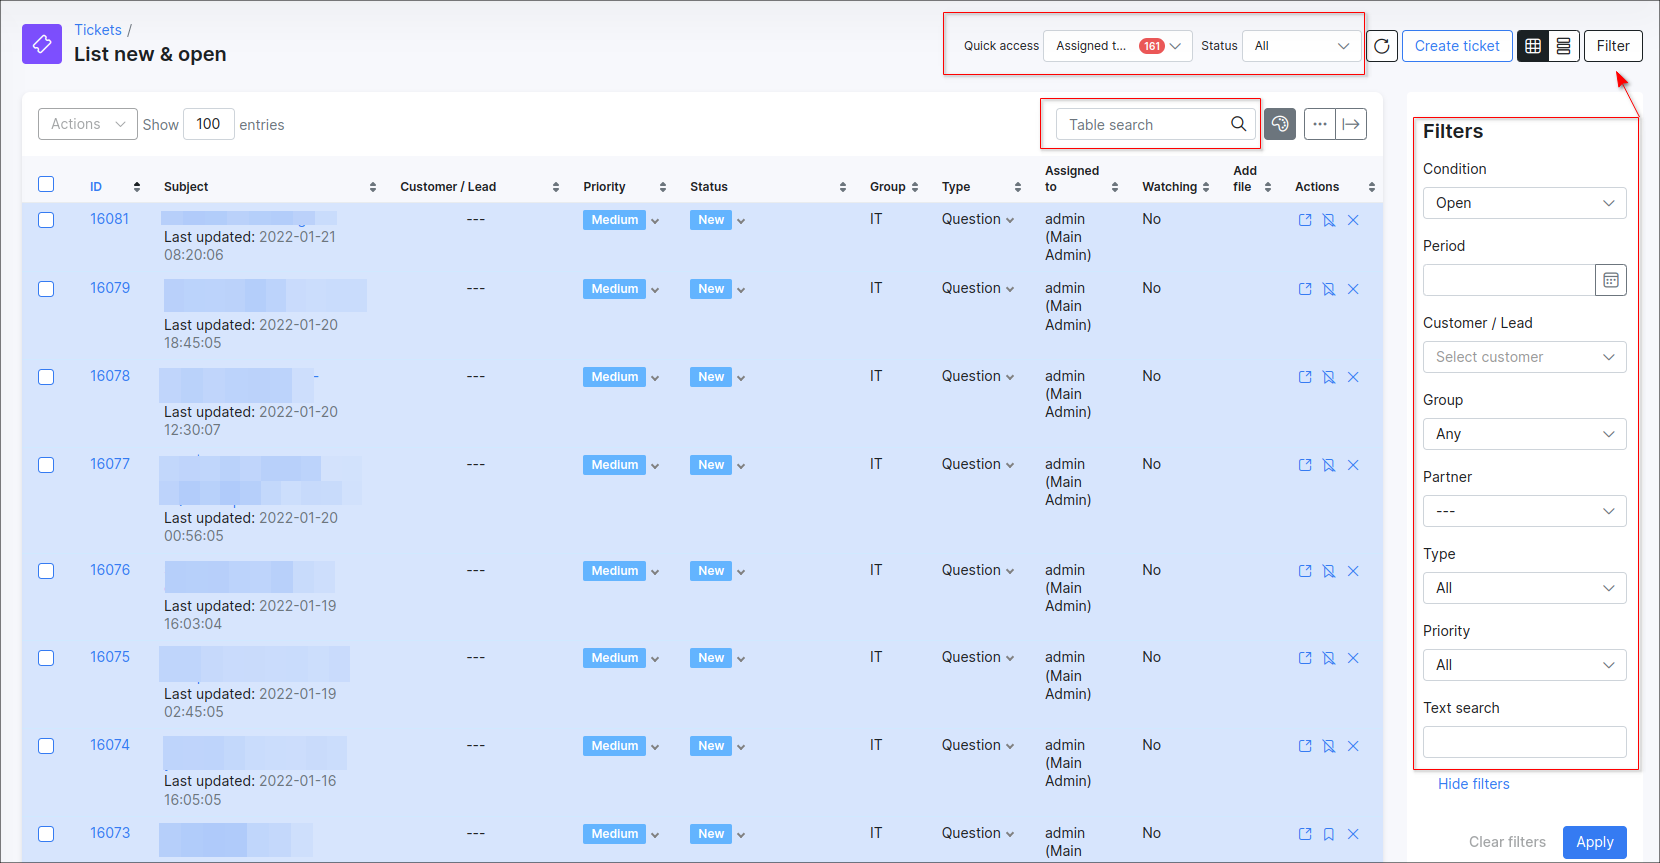 Tickets /
List new & open
Quick access Assigned t... 161 Status All Create ticket Filter
Actions Show 100 entries Table search
ID Subject Customer / Lead Priority Status Group Type Assigned to Watching Add file Actions
16081 --- Medium New IT Question admin (Main Admin) No
Last updated: 2022-01-21
08:20:06
16079 --- Medium New IT Question admin (Main Admin) No
Last updated: 2022-01-20
18:45:05
16078 --- Medium New IT Question admin (Main Admin) No
Last updated: 2022-01-20
12:30:07
16077 --- Medium New IT Question admin (Main Admin) No
Last updated: 2022-01-20
00:56:05
16076 --- Medium New IT Question admin (Main Admin) No
Last updated: 2022-01-19
16:03:04
16075 --- Medium New IT Question admin (Main Admin) No
Last updated: 2022-01-19
02:45:05
16074 --- Medium New IT Question admin (Main Admin) No
Last updated: 2022-01-16
16:05:05
16073 --- Medium New IT Question admin (Main No
Filters
Condition
Open
Period
Customer / Lead
Select customer
Group
Any
Partner
---
Type
All
Priority
All
Text search
Hide filters
Clear filters Apply